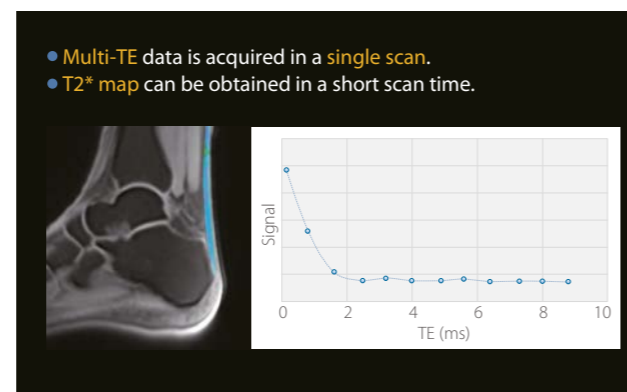 • Multi-TE data is acquired in a single scan.
• T2* map can be obtained in a short scan time.
Signal
0 2 4 6 8 10
TE (ms)